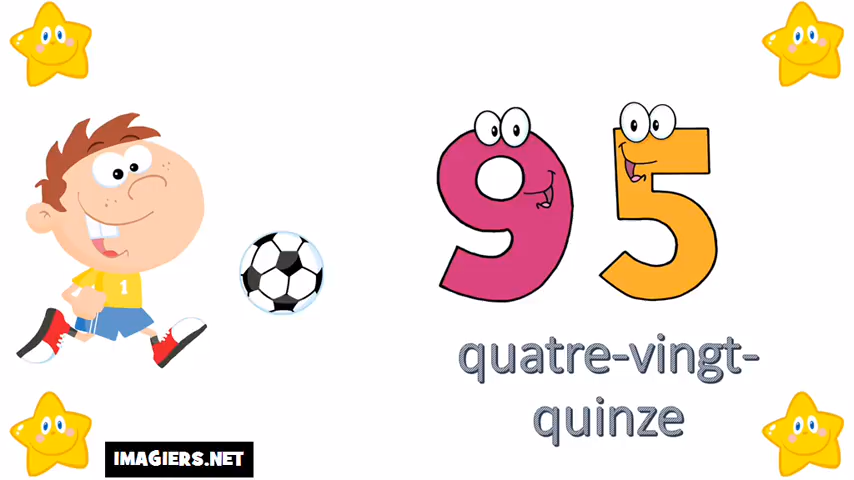 95
1
quatre-vingt-
quinze
IMAGIERS.NET